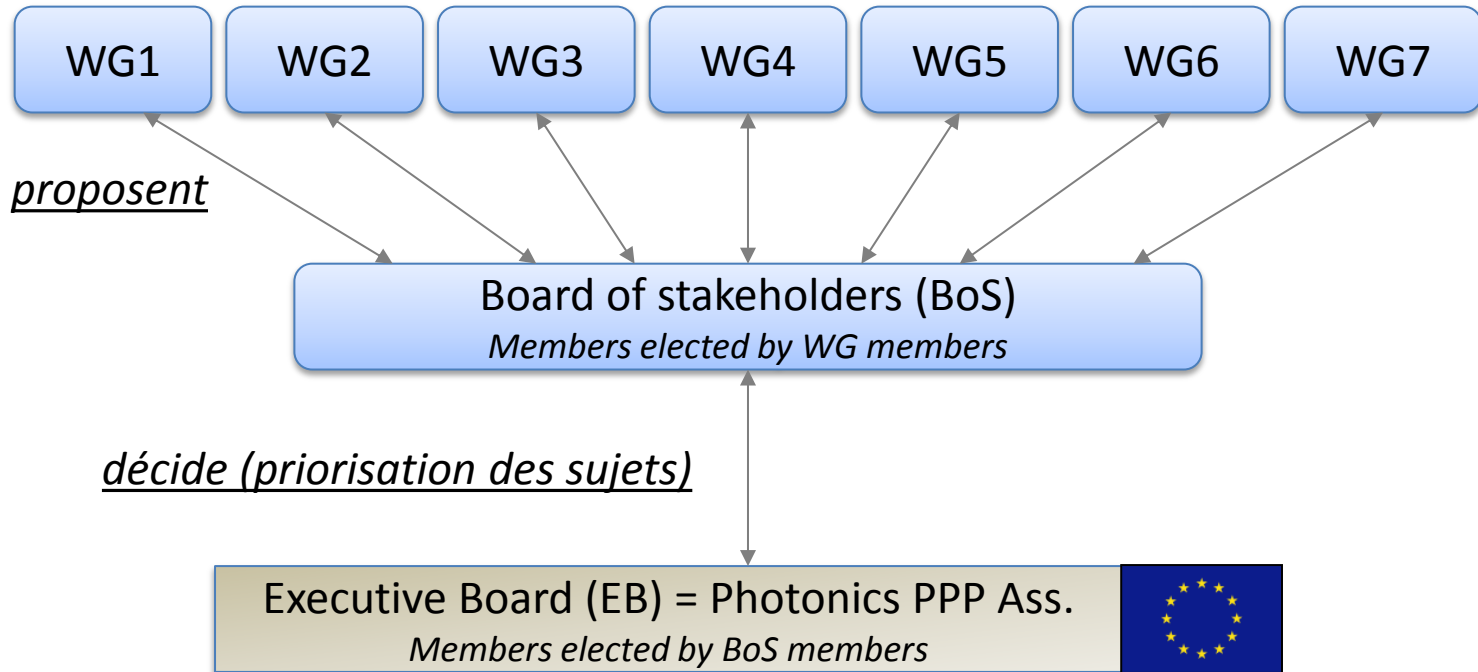 WG1 WG2 WG3 WG4 WG5 WG6 WG7
proposent
Board of stakeholders (BoS)
Members elected by WG members
décide (priorisation des sujets)
Executive Board (EB) = Photonics PPP Ass.
Members elected by BoS members